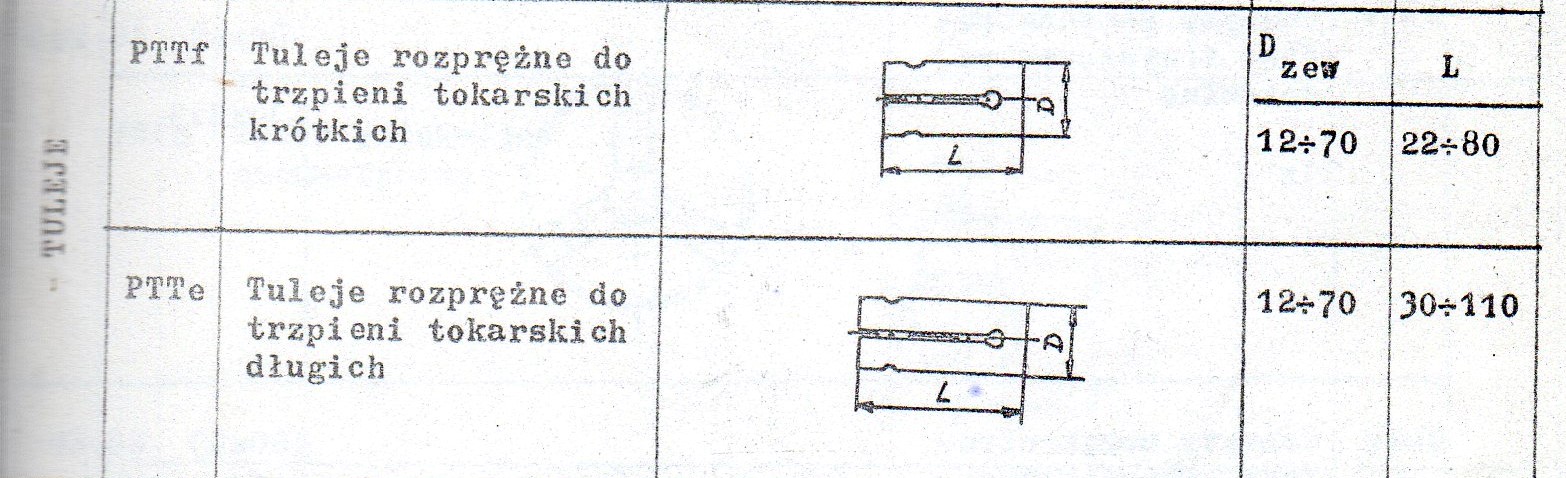 TULEJE
PTTf
Tuleje rozprężne do
trzpieni tokarskich
krótkich
L
D
D zew
L
12÷70
22÷80
PTTe
Tuleje rozprężne do
trzpieni tokarskich
długich
L
D
12÷70
30÷110